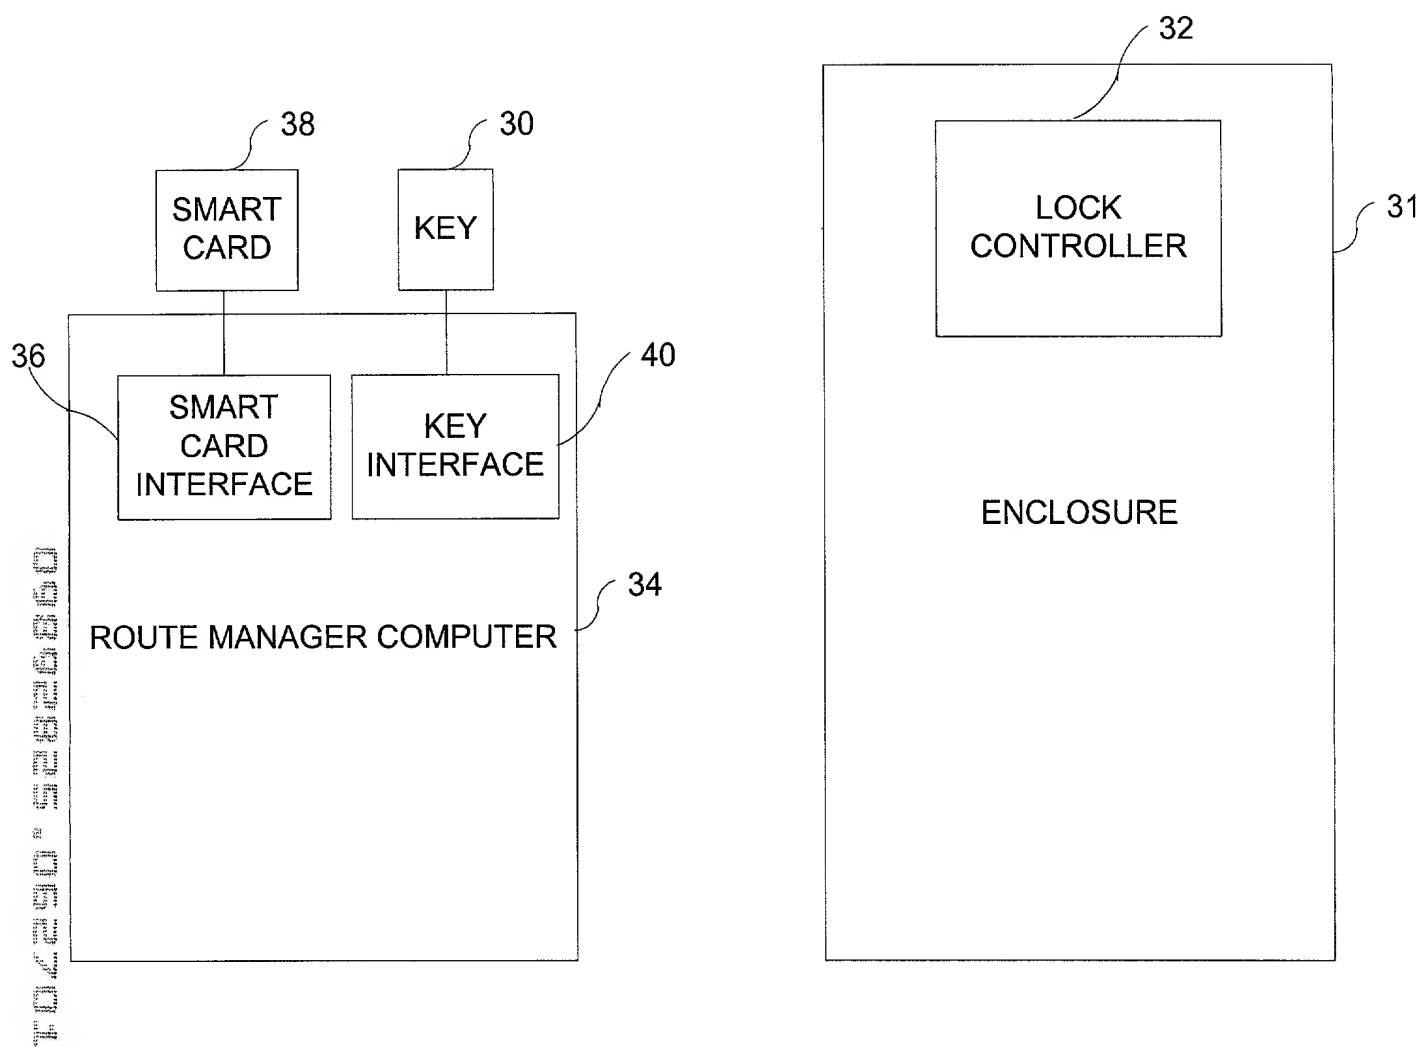 32
38
30
SMART
CARD
KEY
LOCK
CONTROLLER
31
36
40
SMART
CARD
INTERFACE
KEY
INTERFACE
ENCLOSURE
34
ROUTE MANAGER COMPUTER